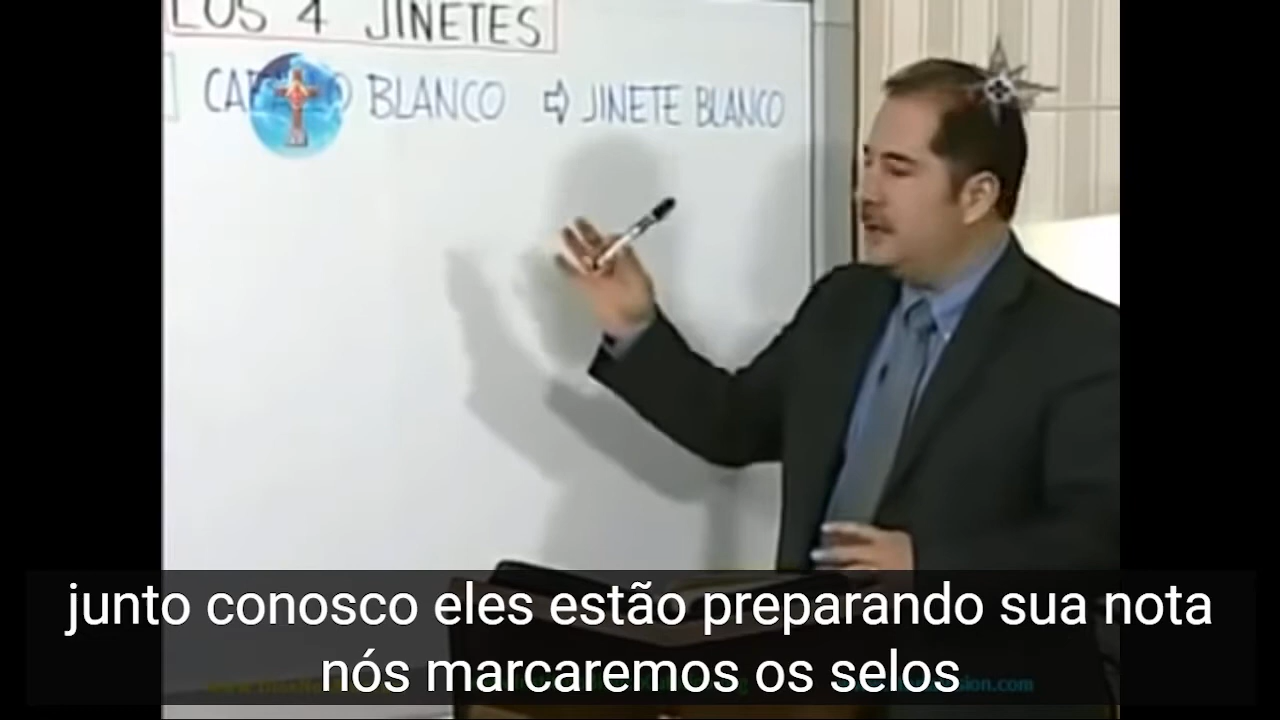 LOS 4 JINETES
BLANCO ⇨ JINETE BLANCO
junto conosco eles estão preparando sua nota
nós marcaremos os selos